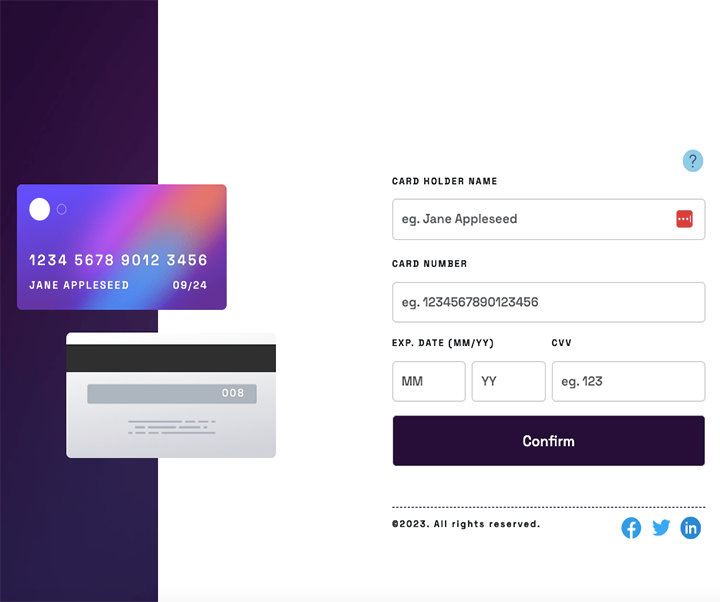 1234 5678 9012 3456
JANE APPLESEED 09/24
008
?
CARD HOLDER NAME
eg. Jane Appleseed
CARD NUMBER
eg. 1234567890123456
EXP. DATE (MM/YY) CVV
MM YY eg. 123
Confirm
©2023. All rights reserved.
in